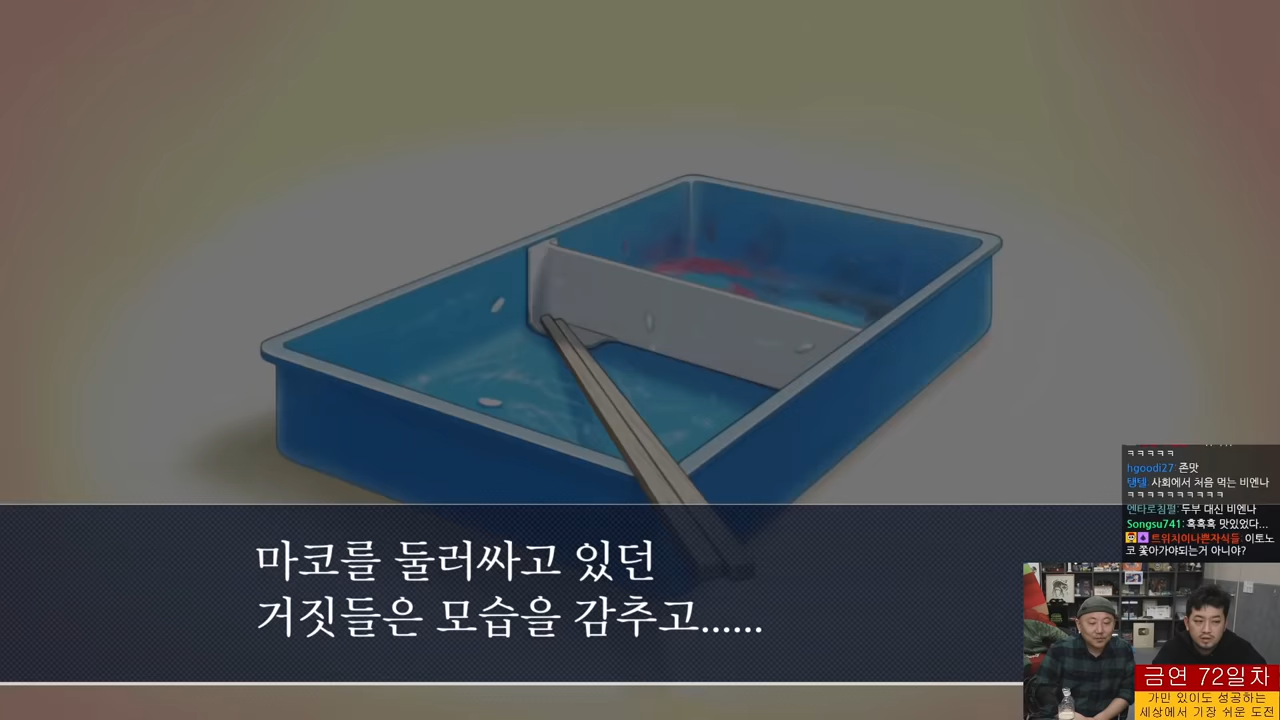 마코를 둘러싸고 있던
거짓들은 모습을 감추고......
ㅋㅋㅋㅋㅋ
hgoodi27: 존맛
탱텔: 사회에서 처음 먹는 비엔나
ㅋㅋㅋㅋㅋㅋㅋㅋㅋㅋ
엔타로침펄: 두부 대신 비엔나
Songsu741: 흑흑흑 맛있었다...
트위치이나쁜자식들: 이토노
코 쫓아가야되는거 아니야?
금연 72일차
가민 있이도 성공하는
세상에서 기장 쉬운 도전